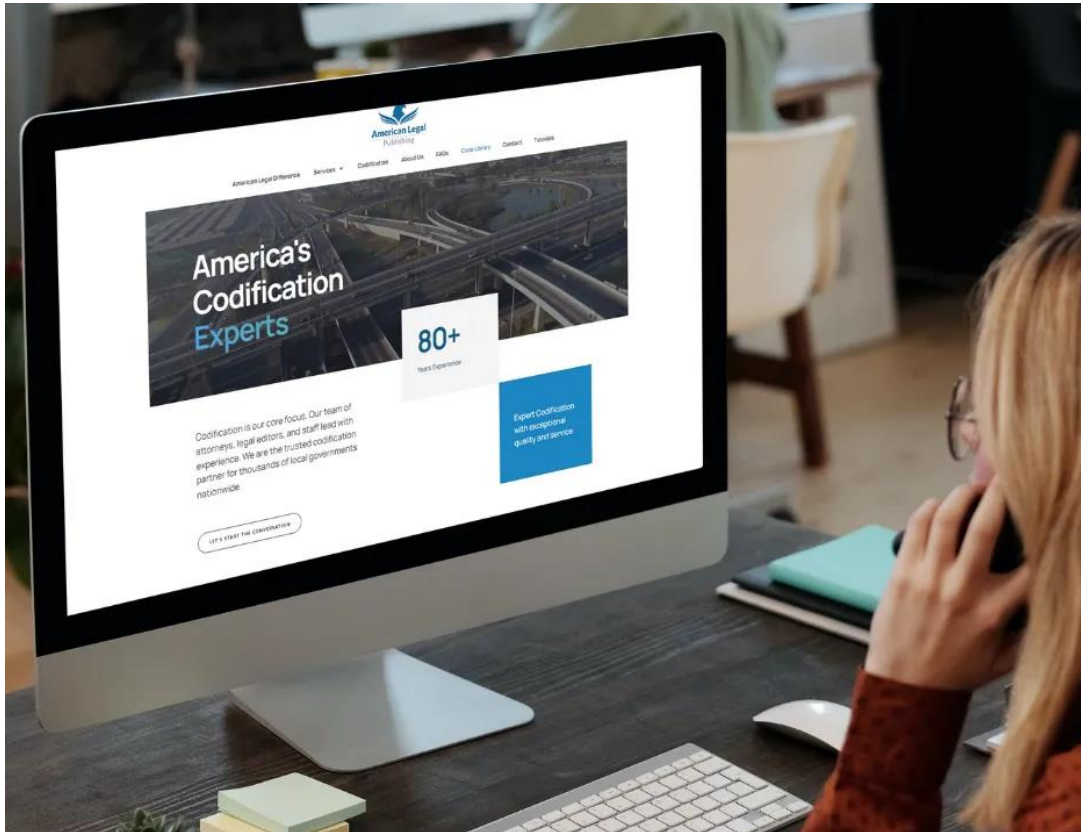 American Legal
Publishing
American Legal Difference Services Codification About Us FAQs Code Library Contact Tutorials
America's
Codification
Experts
80+
Years Experience
Expert Codification
with exceptional
quality and service
Codification is our core focus. Our team of
attorneys, legal editors, and staff lead with
experience. We are the trusted codification
partner for thousands of local governments
nationwide.
LET'S START THE CONVERSATION